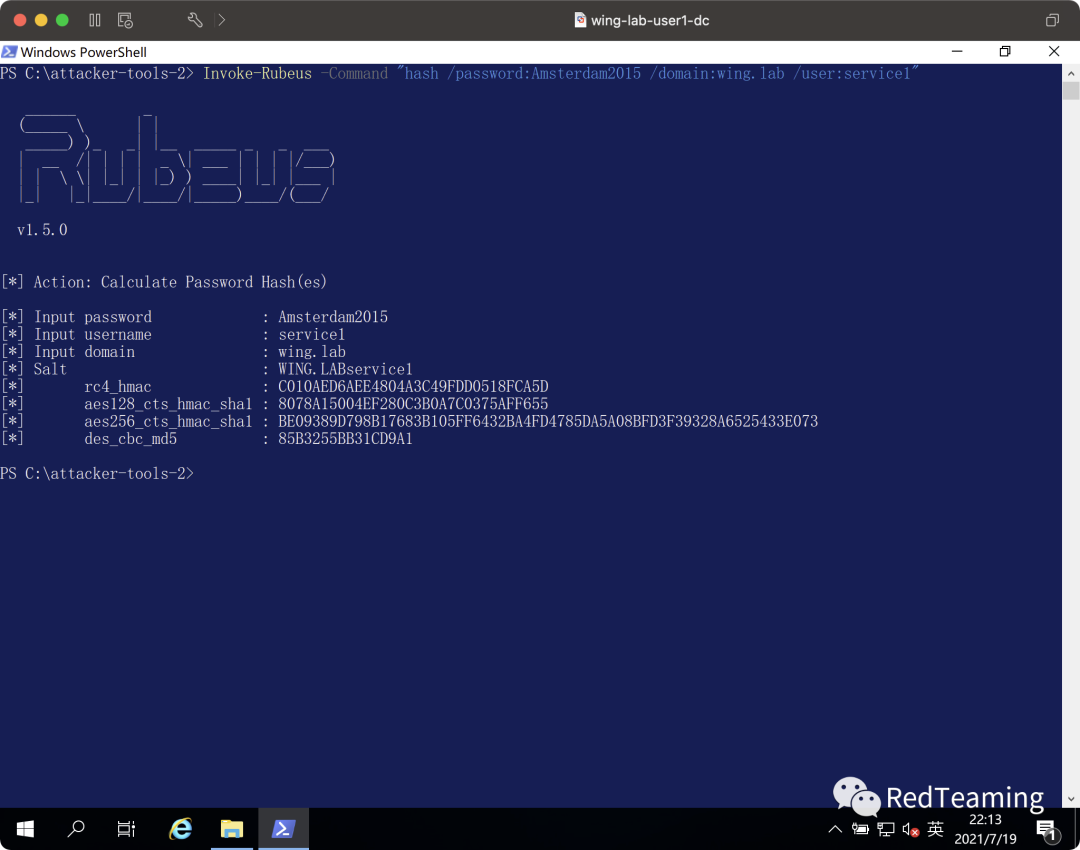 wing-lab-user1-dc
Windows PowerShell
PS C:\attacker-tools-2> Invoke-Rubeus -Command "hash /password:Amsterdam2015 /domain:wing.lab /user:service1"
Rubeus
v1.5.0
[*] Action: Calculate Password Hash(es)
[*] Input password : Amsterdam2015
[*] Input username : service1
[*] Input domain : wing.lab
[*] Salt : WING.LABservice1
[*] rc4_hmac : C010AED6AEE4804A3C49FDD0518FCA5D
[*] aes128_cts_hmac_sha1 : 8078A15004EF280C3B0A7C0375AFF655
[*] aes256_cts_hmac_sha1 : BE09389D798B17683B105FF6432BA4FD4785DA5A08BFD3F39328A6525433E073
[*] des_cbc_md5 : 85B3255BB31CD9A1
PS C:\attacker-tools-2>
RedTeaming
英
22:13
2021/7/19
1